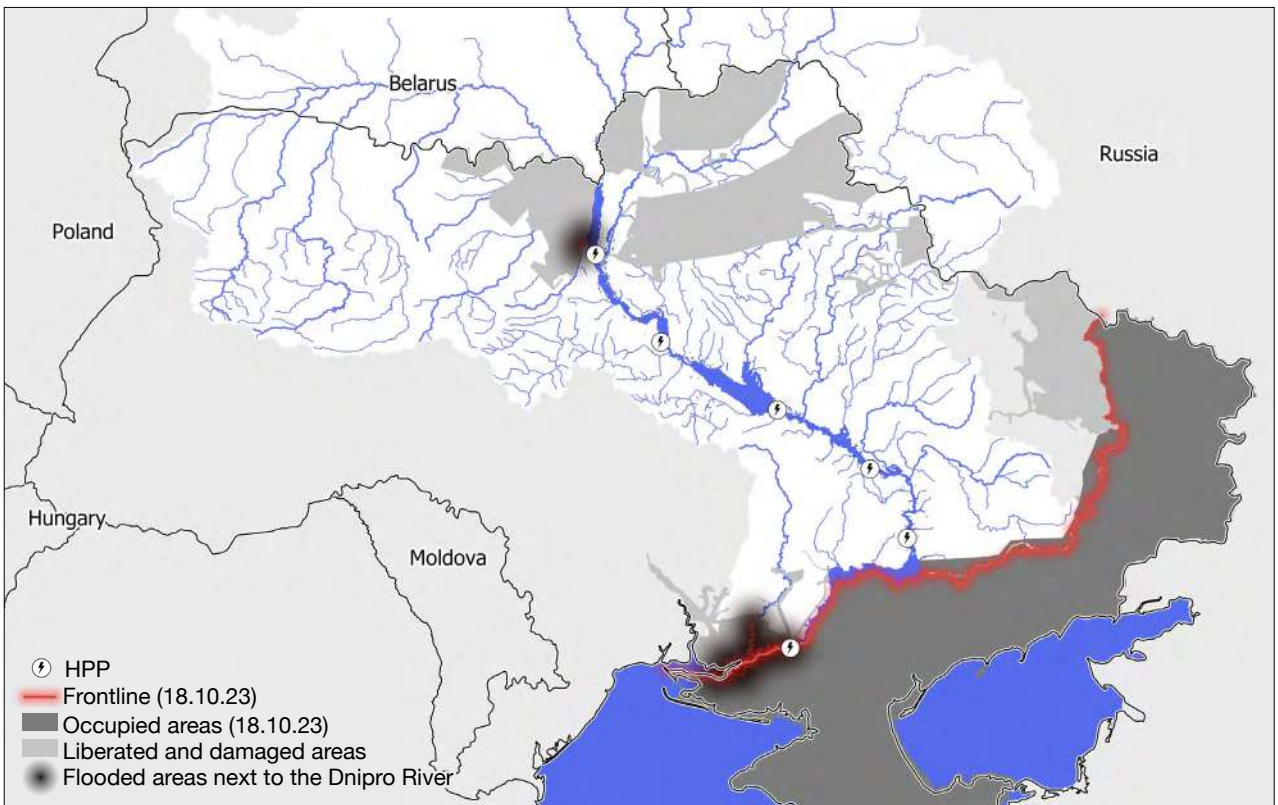 Belarus
Russia
Poland
Hungary
Moldova
HPP
Frontline (18.10.23)
Occupied areas (18.10.23)
Liberated and damaged areas
Flooded areas next to the Dnipro River